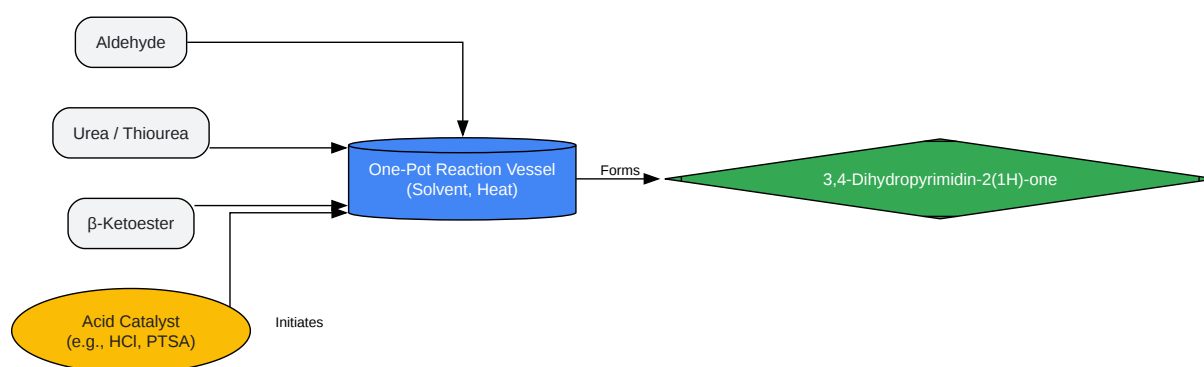 Aldehyde
Urea / Thiourea
One-Pot Reaction Vessel
(Solvent, Heat)
Forms
3,4-Dihydropyrimidin-2(1H)-one
β-Ketoester
Acid Catalyst
(e.g., HCl, PTSA)
Initiates